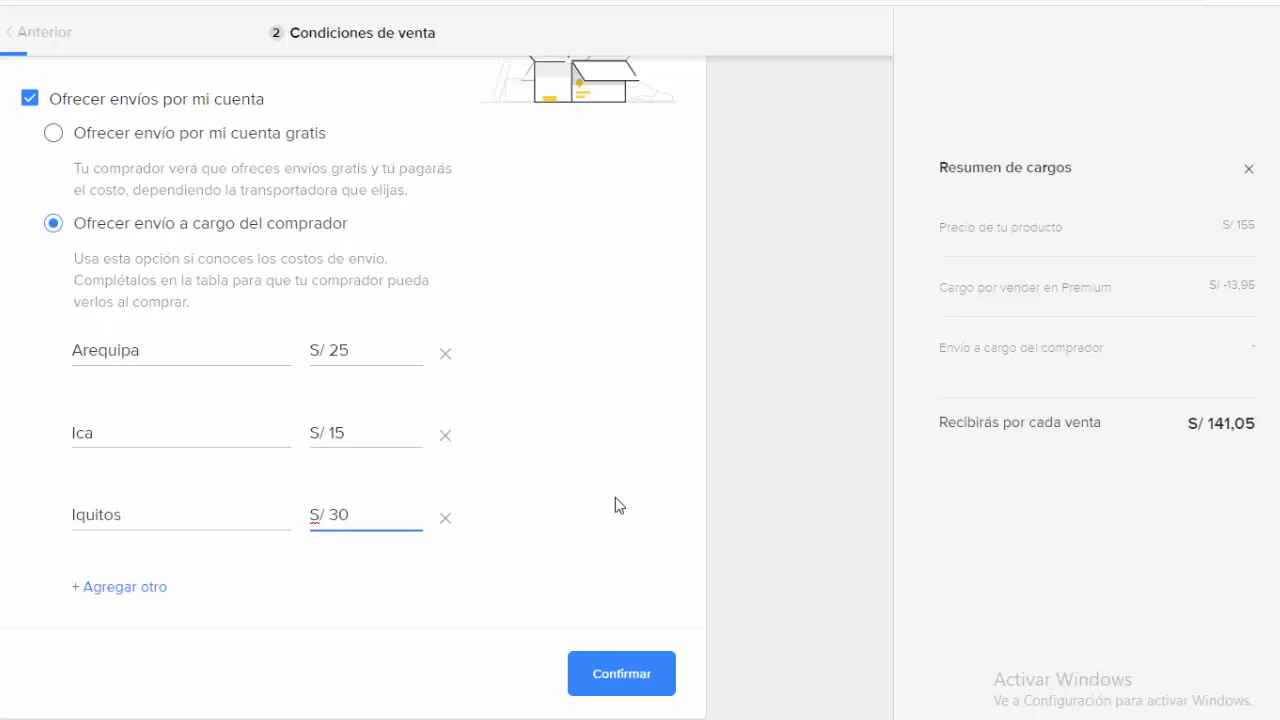 Anterior
2 Condiciones de venta
Ofrecer envíos por mi cuenta
Ofrecer envío por mi cuenta gratis
Tu comprador verá que ofreces envíos gratis y tú pagarás
el costo, dependiendo la transportadora que elijas.
Ofrecer envío a cargo del comprador
Usa esta opción si conoces los costos de envío.
Complétalos en la tabla para que tu comprador pueda
verlos al comprar.
Arequipa S/ 25
Ica S/ 15
Iquitos S/ 30
+ Agregar otro
Confirmar
Resumen de cargos
Precio de tu producto S/ 155
Cargo por vender en Premium S/ -13,95
Envío a cargo del comprador -
Recibirás por cada venta S/ 141,05
Activar Windows
Ve a Configuración para activar Windows.